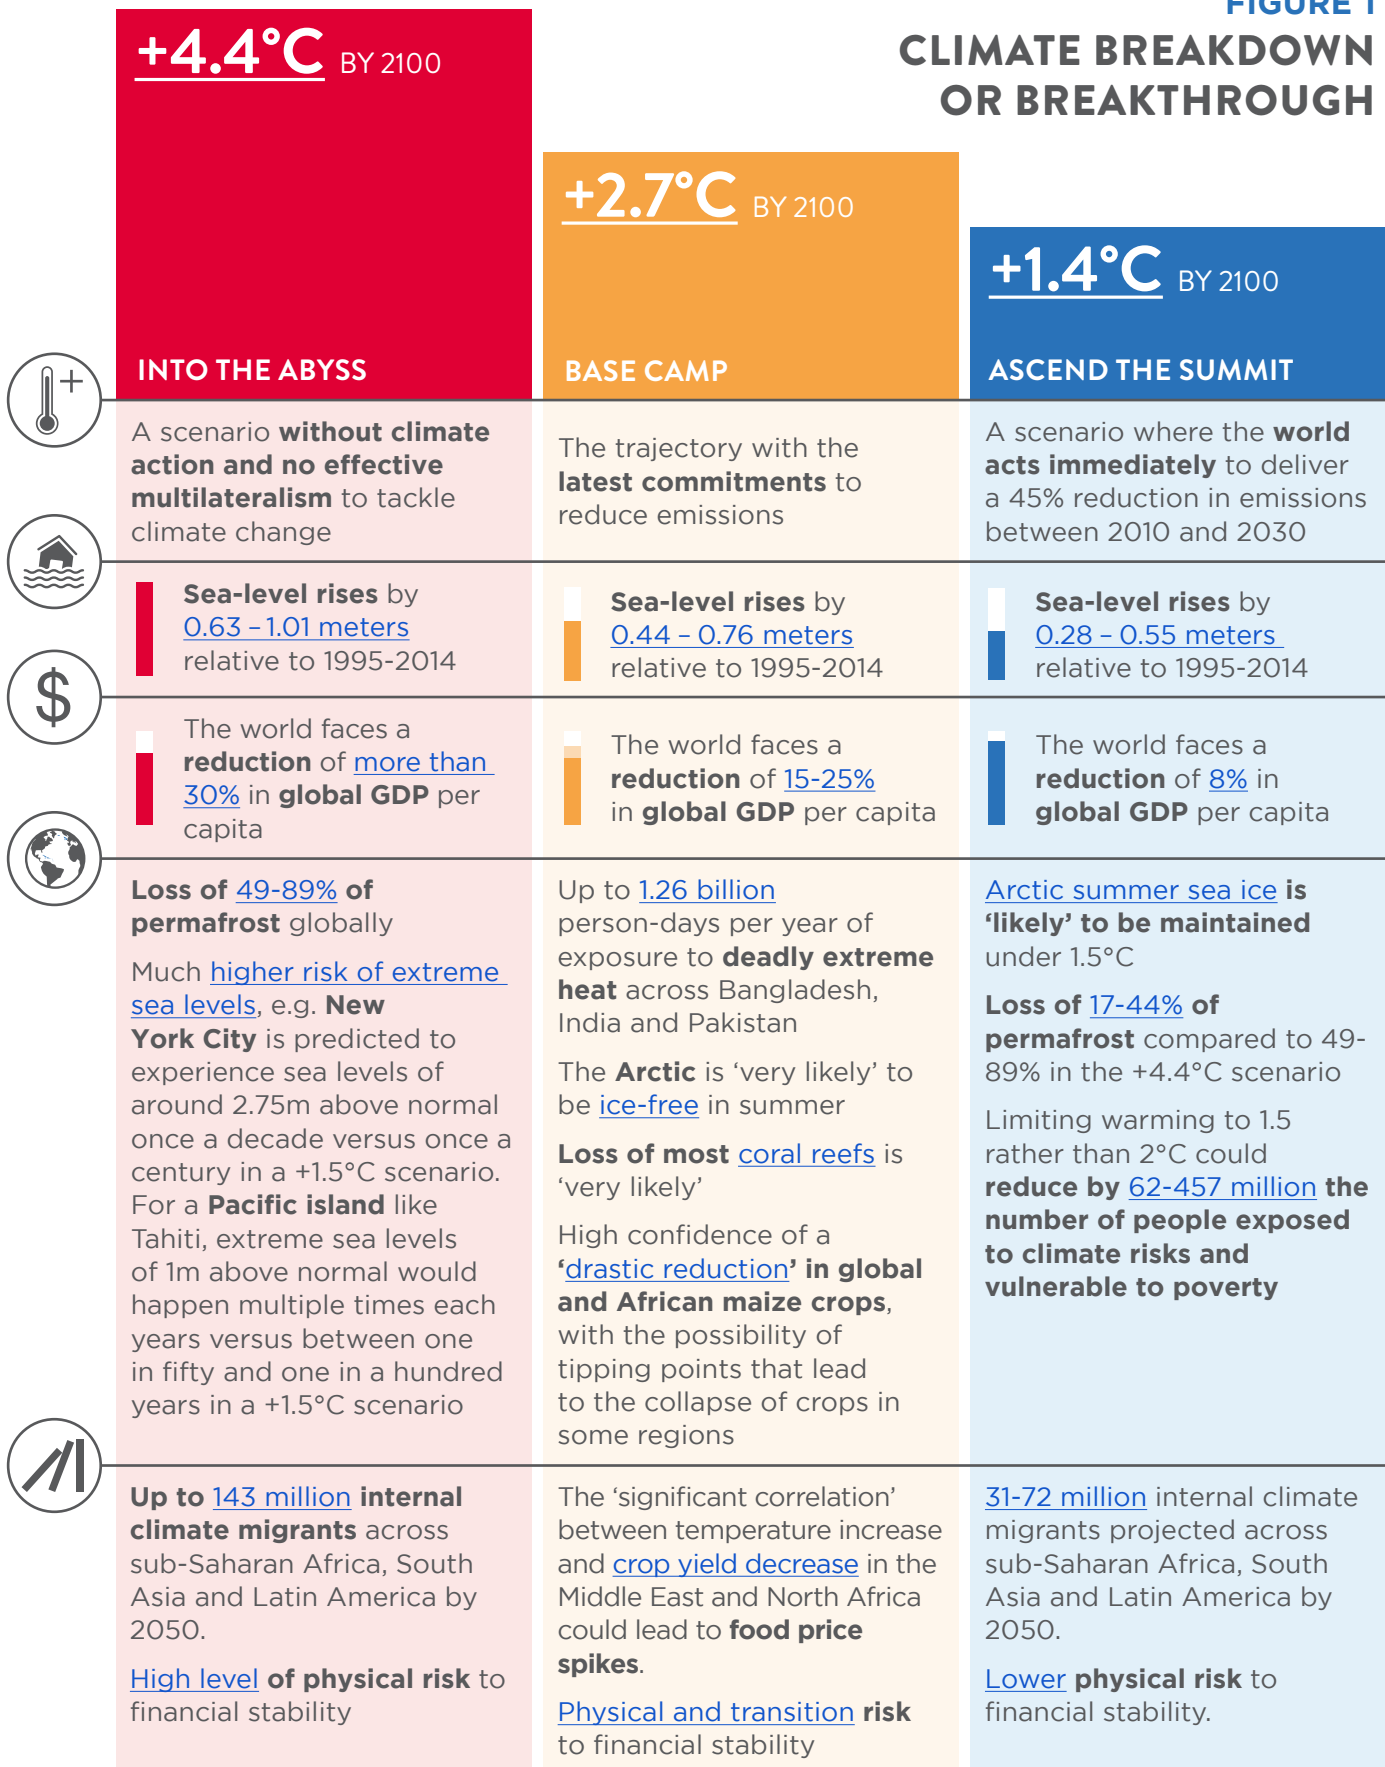 FIGURE 1
CLIMATE BREAKDOWN
OR BREAKTHROUGH
+4.4°C BY 2100
INTO THE ABYSS
+2.7°C BY 2100
BASE CAMP
+1.4°C BY 2100
ASCEND THE SUMMIT
A scenario without climate
action and no effective
multilateralism to tackle
climate change
The trajectory with the
latest commitments to
reduce emissions
A scenario where the world
acts immediately to deliver
a 45% reduction in emissions
between 2010 and 2030
Sea-level rises by
0.63 – 1.01 meters
relative to 1995-2014
Sea-level rises by
0.44 – 0.76 meters
relative to 1995-2014
Sea-level rises by
0.28 – 0.55 meters
relative to 1995-2014
$
The world faces a
reduction of more than
30% in global GDP per
capita
The world faces a
reduction of 15-25%
in global GDP per capita
The world faces a
reduction of 8% in
global GDP per capita
Loss of 49-89% of
permafrost globally
Much higher risk of extreme
sea levels, e.g. New
York City is predicted to
experience sea levels of
around 2.75m above normal
once a decade versus once a
century in a +1.5°C scenario.
For a Pacific island like
Tahiti, extreme sea levels
of 1m above normal would
happen multiple times each
years versus between one
in fifty and one in a hundred
years in a +1.5°C scenario
Up to 1.26 billion
person-days per year of
exposure to deadly extreme
heat across Bangladesh,
India and Pakistan
The Arctic is ‘very likely’ to
be ice-free in summer
Loss of most coral reefs is
‘very likely’
High confidence of a
‘drastic reduction’ in global
and African maize crops,
with the possibility of
tipping points that lead
to the collapse of crops in
some regions
Arctic summer sea ice is
‘likely’ to be maintained
under 1.5°C
Loss of 17-44% of
permafrost compared to 49-
89% in the +4.4°C scenario
Limiting warming to 1.5
rather than 2°C could
reduce by 62-457 million the
number of people exposed
to climate risks and
vulnerable to poverty
Up to 143 million internal
climate migrants across
sub-Saharan Africa, South
Asia and Latin America by
2050.
High level of physical risk to
financial stability
The ‘significant correlation’
between temperature increase
and crop yield decrease in the
Middle East and North Africa
could lead to food price
spikes.
Physical and transition risk
to financial stability
31-72 million internal climate
migrants projected across
sub-Saharan Africa, South
Asia and Latin America by
2050.
Lower physical risk to
financial stability.